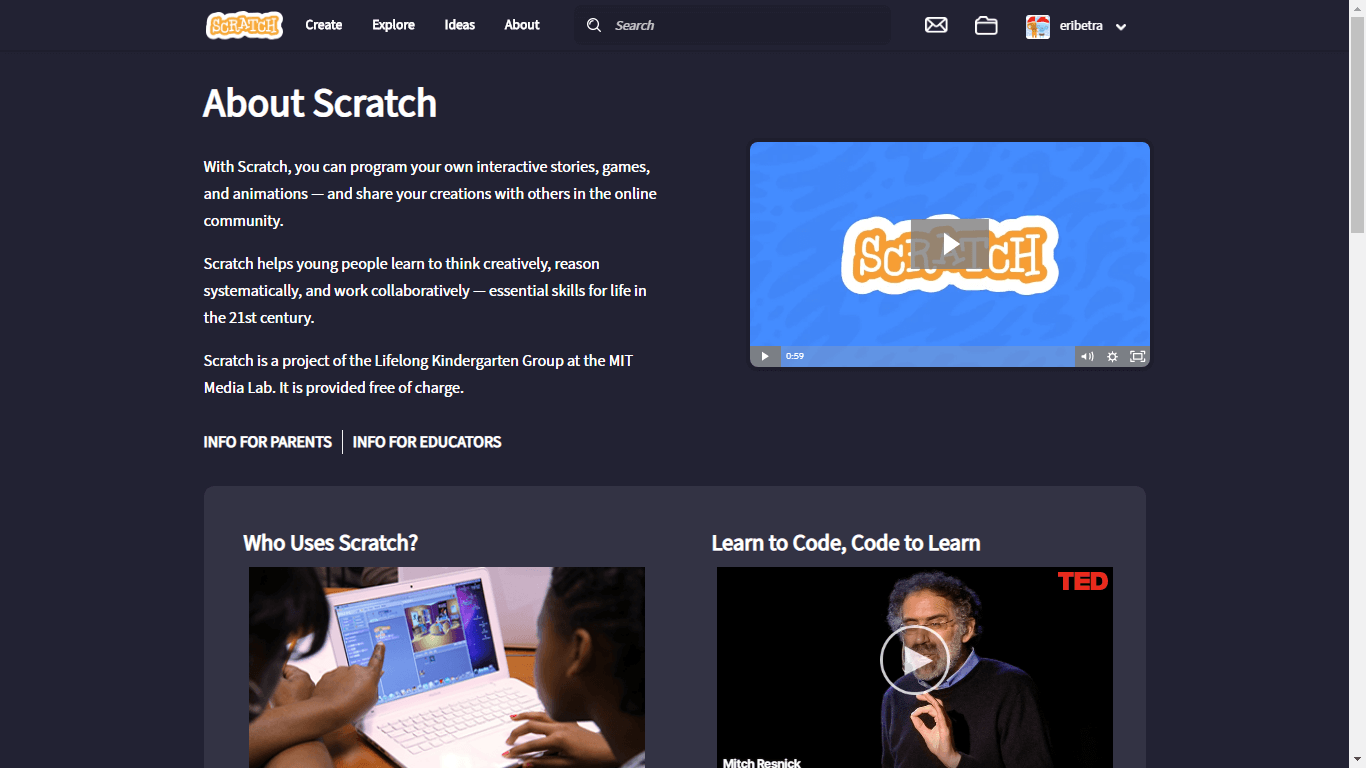 SCRATCH Create Explore Ideas About Search eribetra
About Scratch
With Scratch, you can program your own interactive stories, games,
and animations — and share your creations with others in the online
community.
Scratch helps young people learn to think creatively, reason
systematically, and work collaboratively — essential skills for life in
the 21st century.
Scratch is a project of the Lifelong Kindergarten Group at the MIT
Media Lab. It is provided free of charge.
SCRATCH
0:59
INFO FOR PARENTS INFO FOR EDUCATORS
Who Uses Scratch?
Learn to Code, Code to Learn
TED
Mitch Resnick